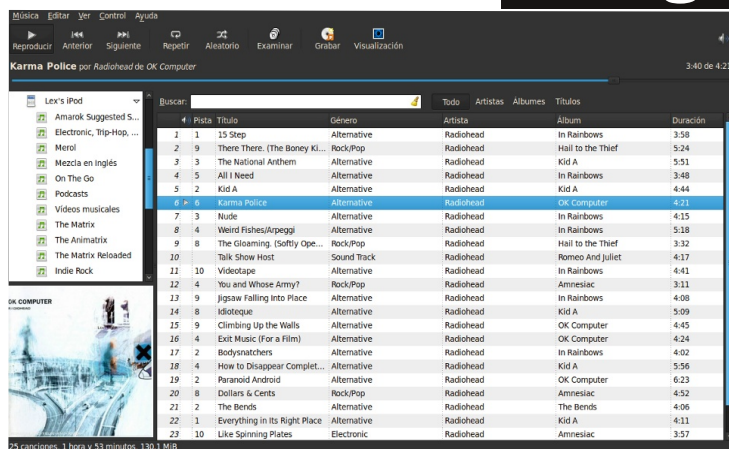 Música Editar Ver Control Ayuda
Reproducir Anterior Siguiente Repetir Aleatorio Examinar Grabar Visualización
Karma Police por Radiohead de OK Computer 3:40 de 4:23
Lex's iPod
Amarok Suggested S...
Electronic, Trip-Hop, ...
Merol
Mezcla en Inglés
On The Go
Podcasts
Vídeos musicales
The Matrix
The Animatrix
The Matrix Reloaded
Indie Rock
OK COMPUTER
Buscar: Todo Artistas Álbumes Títulos
Pista Título Género Artista Álbum Duración
1 1 15 Step Alternative Radiohead In Rainbows 3:58
2 9 There There. (The Boney Ki... Rock/Pop Radiohead Hail to the Thief 5:24
3 3 The National Anthem Alternative Radiohead Kid A 5:51
4 5 All I Need Alternative Radiohead In Rainbows 3:48
5 2 Kid A Alternative Radiohead Kid A 4:44
6 6 Karma Police Alternative Radiohead OK Computer 4:21
7 3 Nude Alternative Radiohead In Rainbows 4:15
8 4 Weird Fishes/Arpeggi Alternative Radiohead In Rainbows 5:18
9 8 The Gloaming. (Softly Ope... Rock/Pop Radiohead Hail to the Thief 3:32
10 Talk Show Host Sound Track Radiohead Romeo And Juliet 4:17
11 10 Videotape Alternative Radiohead In Rainbows 4:41
12 4 You and Whose Army? Rock/Pop Radiohead Amnesiac 3:11
13 9 Jigsaw Falling Into Place Alternative Radiohead In Rainbows 4:08
14 8 Idioteque Alternative Radiohead Kid A 5:09
15 9 Climbing Up the Walls Alternative Radiohead OK Computer 4:45
16 4 Exit Music (For a Film) Alternative Radiohead OK Computer 4:24
17 2 Bodysnatchers Alternative Radiohead In Rainbows 4:02
18 4 How to Disappear Complet... Alternative Radiohead Kid A 5:56
19 2 Paranoid Android Alternative Radiohead OK Computer 6:23
20 8 Dollars & Cents Rock/Pop Radiohead Amnesiac 4:52
21 2 The Bends Alternative Radiohead The Bends 4:06
22 1 Everything in Its Right Place Alternative Radiohead Kid A 4:11
23 10 Like Spinning Plates Electronic Radiohead Amnesiac 3:57
25 canciones, 1 hora y 53 minutos, 130,1 MiB